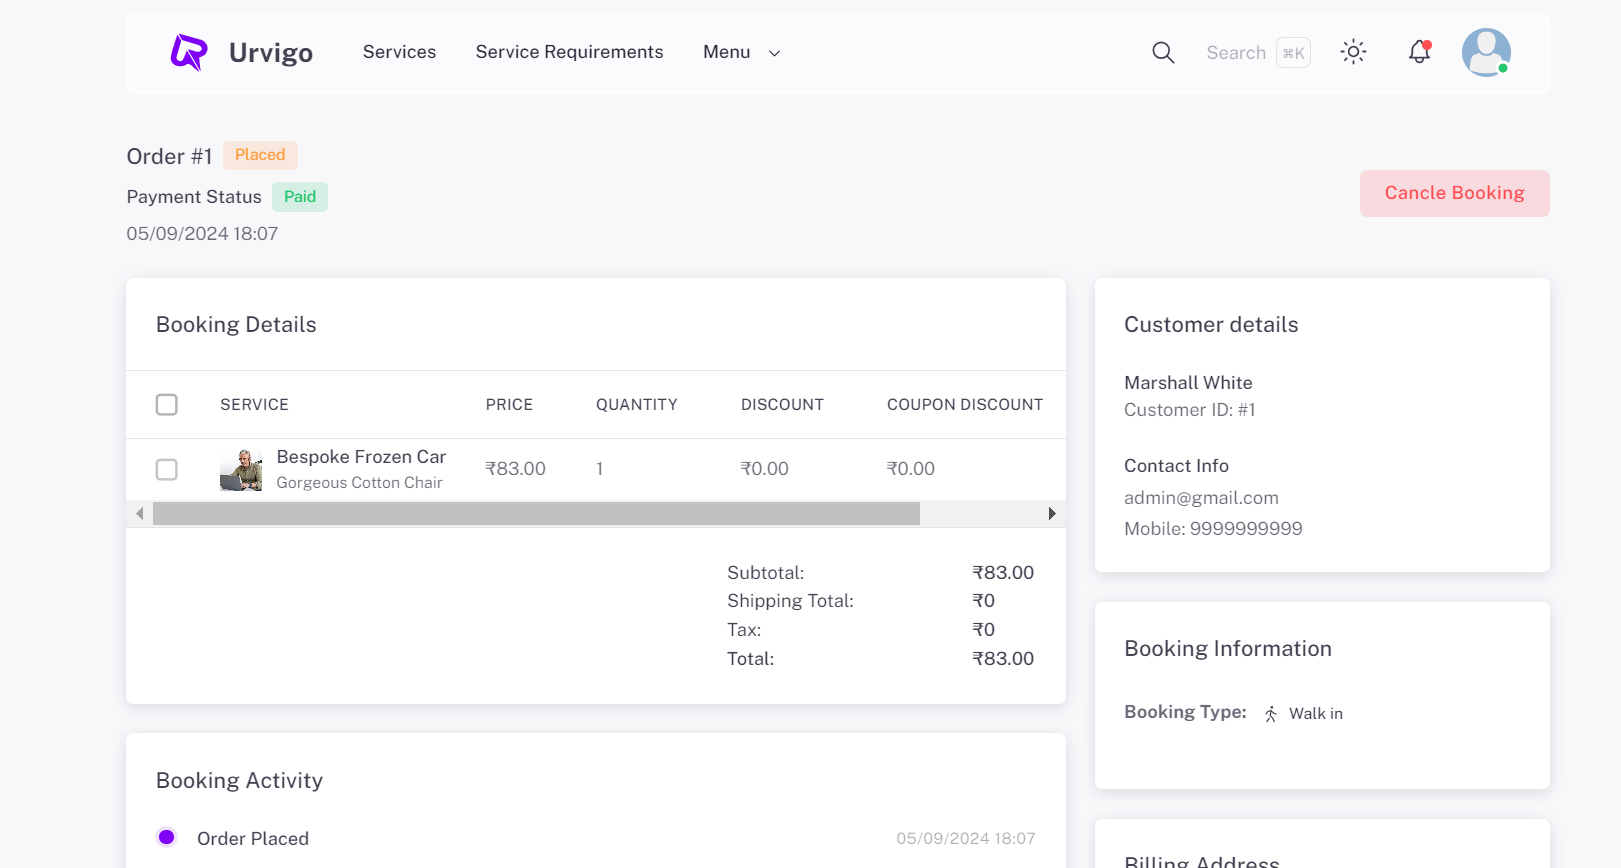 Urvigo
Services
Service Requirements
Menu
Search ⌘K
Order #1 Placed
Payment Status Paid
05/09/2024 18:07
Cancle Booking
Booking Details
SERVICE PRICE QUANTITY DISCOUNT COUPON DISCOUNT
Bespoke Frozen Car
Gorgeous Cotton Chair
₹83.00 1 ₹0.00 ₹0.00
Subtotal: ₹83.00
Shipping Total: ₹0
Tax: ₹0
Total: ₹83.00
Booking Activity
Order Placed 05/09/2024 18:07
Customer details
Marshall White
Customer ID: #1
Contact Info
admin@gmail.com
Mobile: 9999999999
Booking Information
Booking Type: Walk in
Billing Address